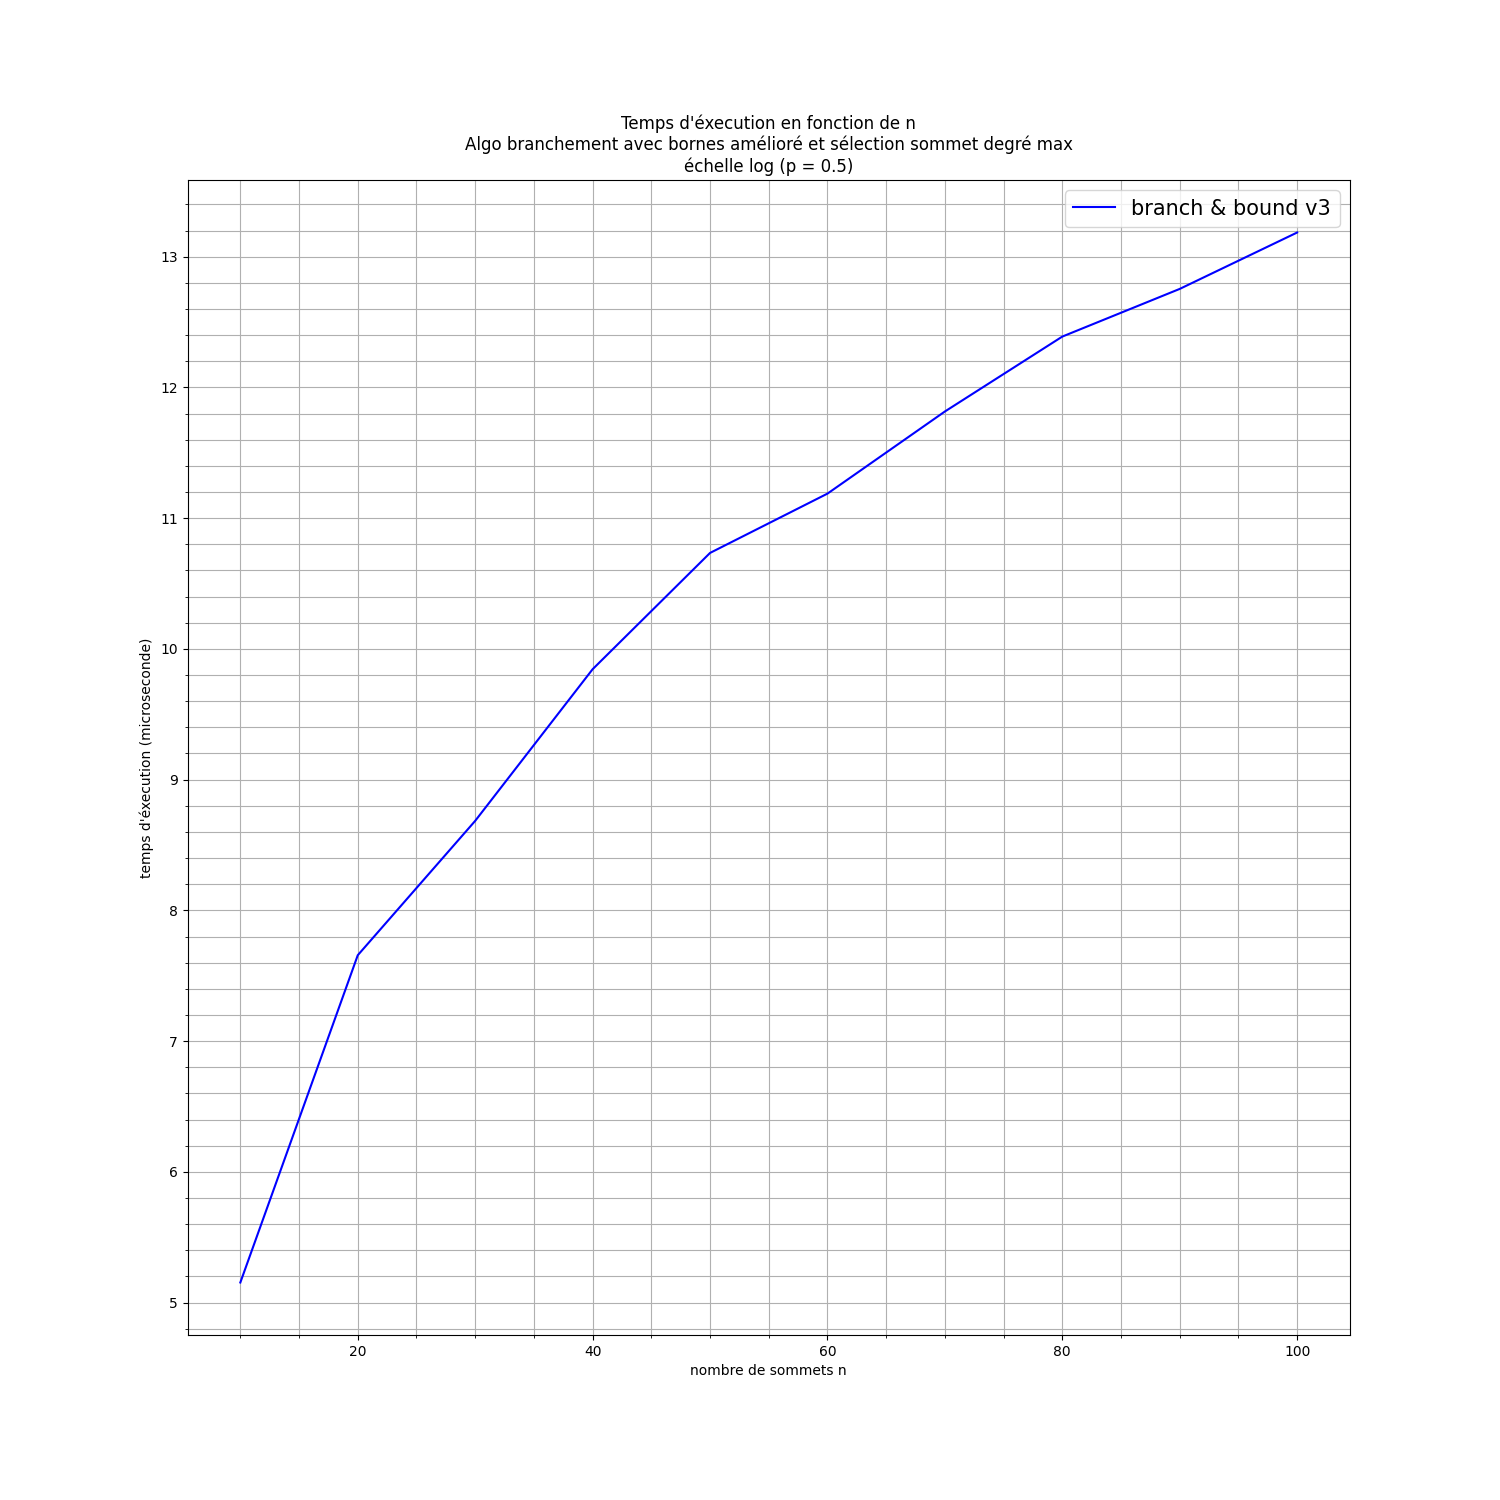 Temps d'éxecution en fonction de n
Algo branchement avec bornes amélioré et sélection sommet degré max
échelle log (p = 0.5)
branch & bound v3
13
12
11
10
9
8
7
6
5
temps d'éxecution (microseconde)
20 40 60 80 100
nombre de sommets n